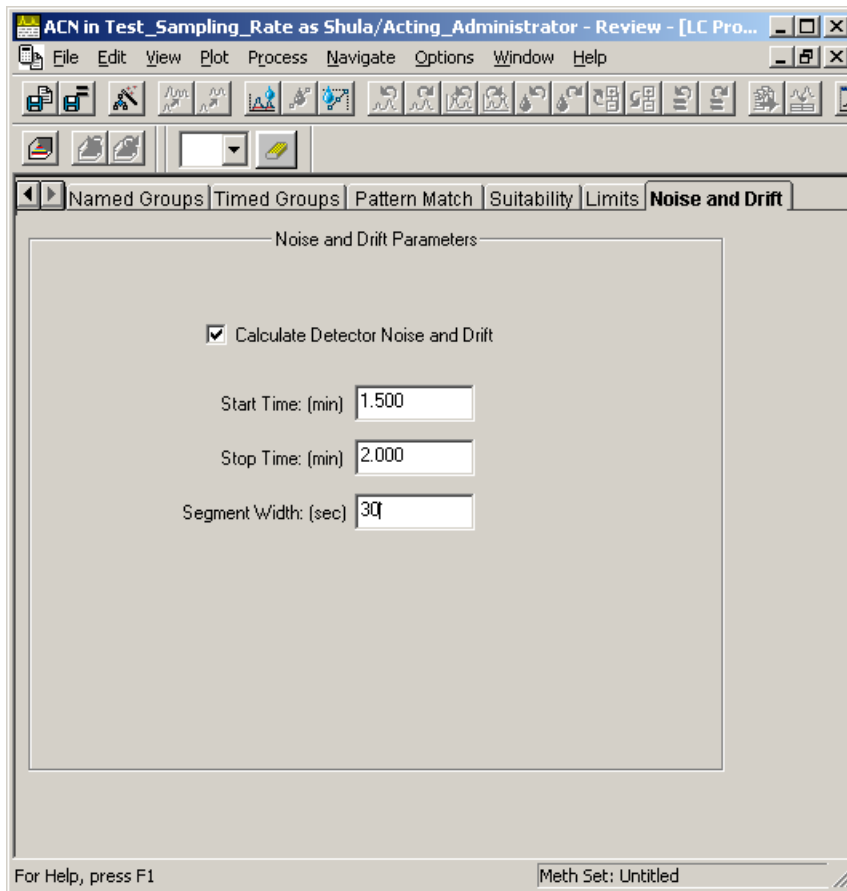 ACN in Test_Sampling_Rate as Shula/Acting_Administrator - Review - [LC Pro...
File Edit View Plot Process Navigate Options Window Help
Named Groups Timed Groups Pattern Match Suitability Limits Noise and Drift
Noise and Drift Parameters
Calculate Detector Noise and Drift
Start Time: (min) 1.500
Stop Time: (min) 2.000
Segment Width: (sec) 30
For Help, press F1 Meth Set: Untitled